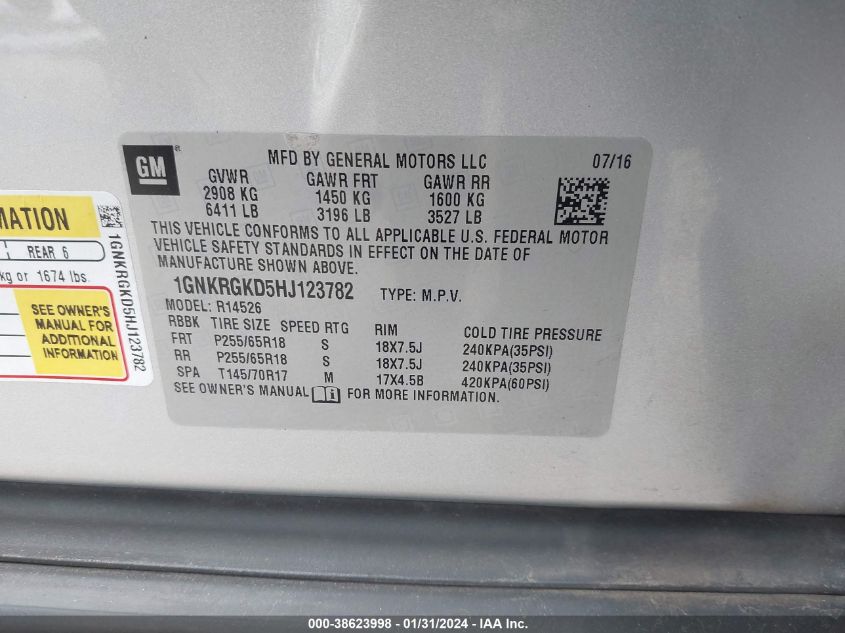 GM
MFD BY GENERAL MOTORS LLC 07/16
GVWR GAWR FRT GAWR RR
2908 KG 1450 KG 1600 KG
6411 LB 3196 LB 3527 LB
THIS VEHICLE CONFORMS TO ALL APPLICABLE U.S. FEDERAL MOTOR
VEHICLE SAFETY STANDARDS IN EFFECT ON THE DATE OF
MANUFACTURE SHOWN ABOVE.
1GNKRGKD5HJ123782 TYPE: M.P.V.
MODEL: R14526
RBBK TIRE SIZE SPEED RTG RIM COLD TIRE PRESSURE
FRT P255/65R18 S 18X7.5J 240KPA(35PSI)
RR P255/65R18 S 18X7.5J 240KPA(35PSI)
SPA T145/70R17 M 17X4.5B 420KPA(60PSI)
SEE OWNER'S MANUAL i FOR MORE INFORMATION.
MATION
REAR 6
kg or 1674 lbs.
SEE OWNER'S
MANUAL FOR
ADDITIONAL
INFORMATION
1GNKRGKD5HJ123782
000-38623998 - 01/31/2024 - IAA Inc.